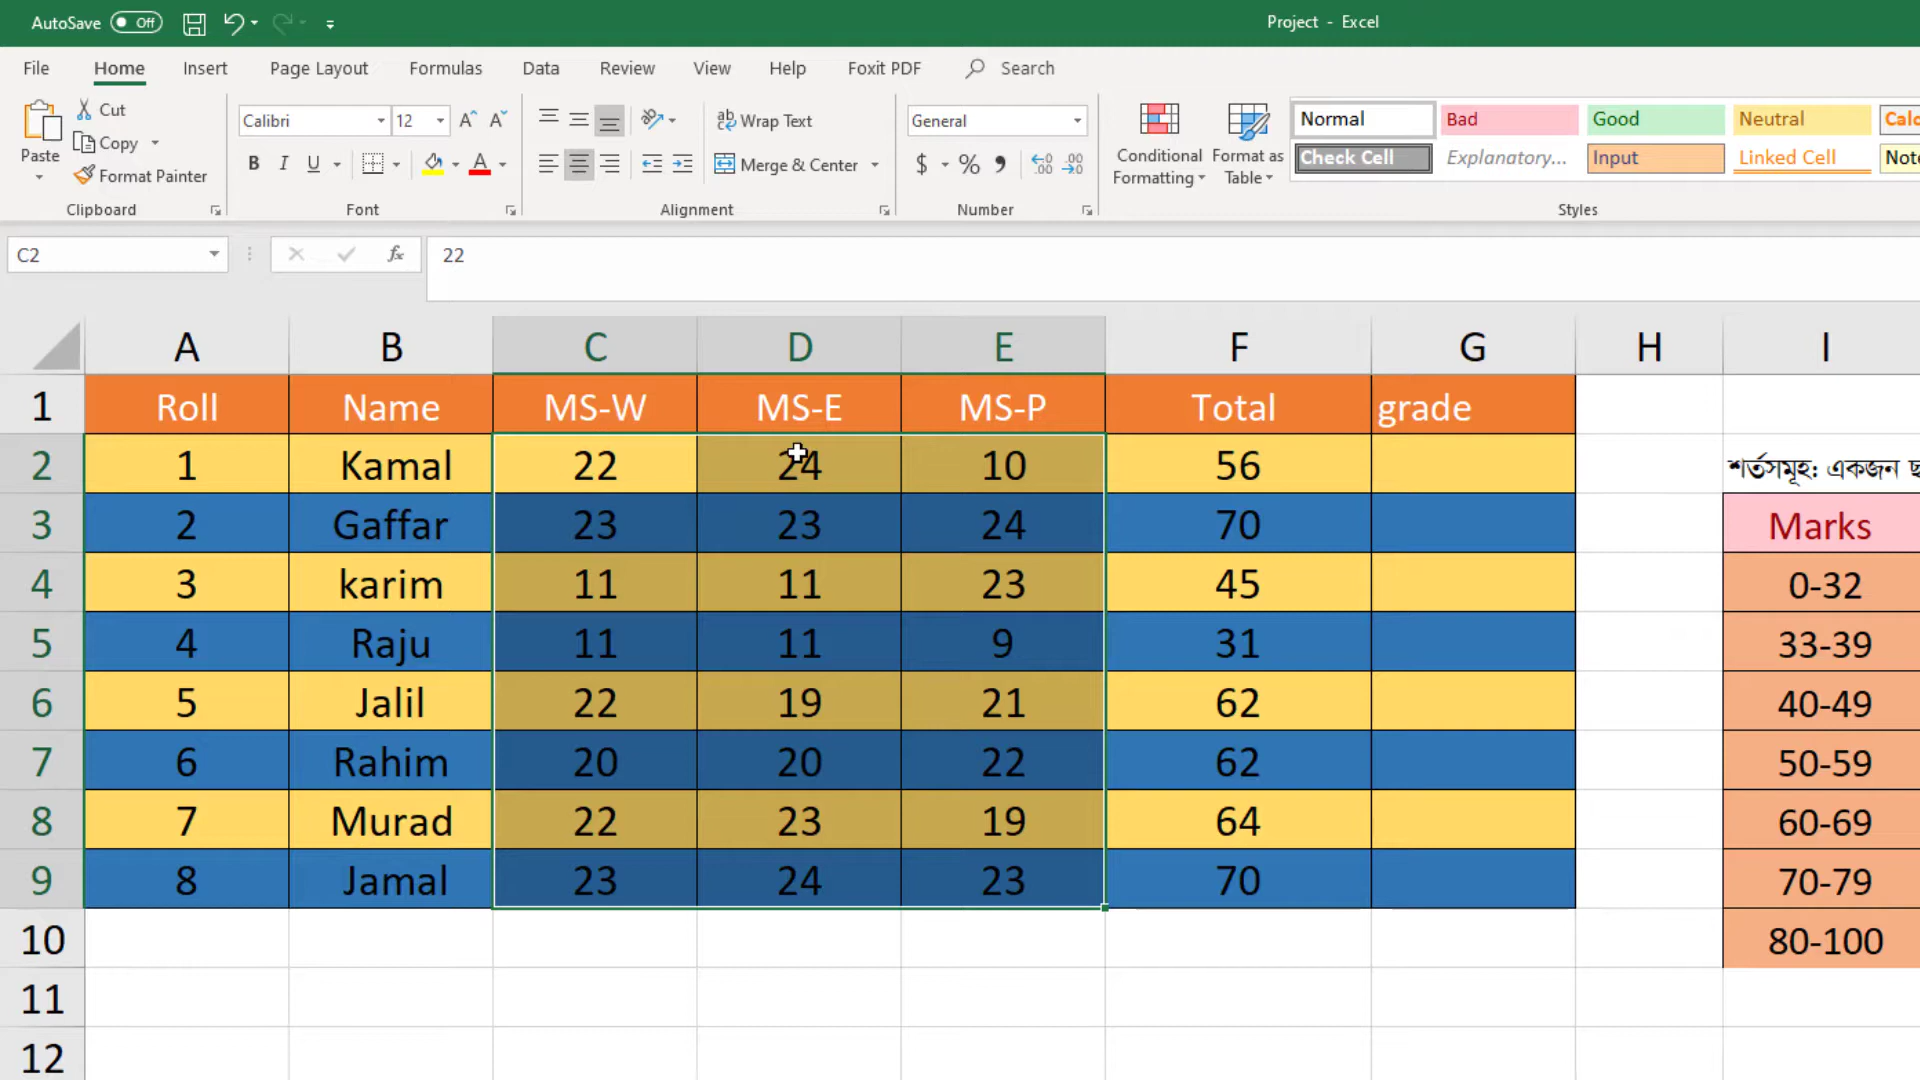 AutoSave Off Project - Excel
File Home Insert Page Layout Formulas Data Review View Help Foxit PDF Search
Paste Cut Copy Format Painter Clipboard
Calibri 12 B I U A Font
Wrap Text Merge & Center Alignment
General $ % Number
Conditional Formatting Format as Table
Normal Bad Good Neutral
Check Cell Explanatory... Input Linked Cell
Styles
C2 fx 22
A B C D E F G H I
1 Roll Name MS-W MS-E MS-P Total grade
2 1 Kamal 22 24 10 56 শর্তসমূহ: একজন
3 2 Gaffar 23 23 24 70 Marks
4 3 karim 11 11 23 45 0-32
5 4 Raju 11 11 9 31 33-39
6 5 Jalil 22 19 21 62 40-49
7 6 Rahim 20 20 22 62 50-59
8 7 Murad 22 23 19 64 60-69
9 8 Jamal 23 24 23 70 70-79
10 80-100
11
12